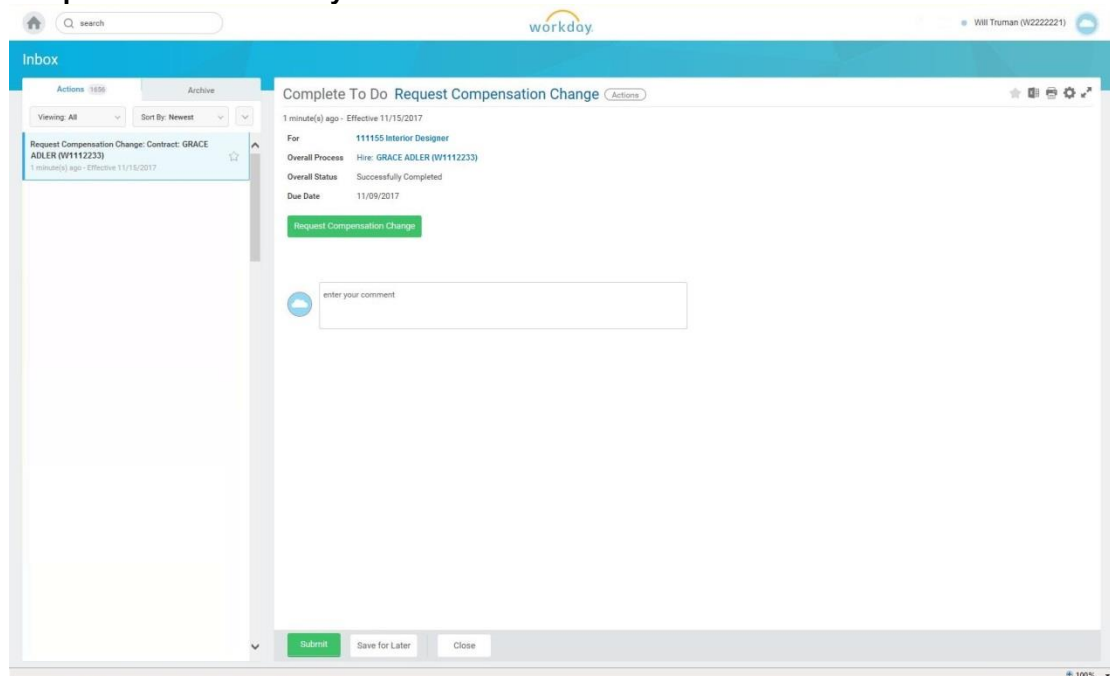 search
workday.
Will Truman (W2222221)
Inbox
Actions 1636
Archive
Viewing: All
Sort By: Newest
Request Compensation Change: Contract: GRACE
ADLER (W1112233)
1 minute(s) ago - Effective 11/15/2017
Complete To Do Request Compensation Change Actions
1 minute(s) ago - Effective 11/15/2017
For 111155 Interior Designer
Overall Process Hire: GRACE ADLER (W1112233)
Overall Status Successfully Completed
Due Date 11/09/2017
Request Compensation Change
enter your comment
Submit
Save for Later
Close
100%